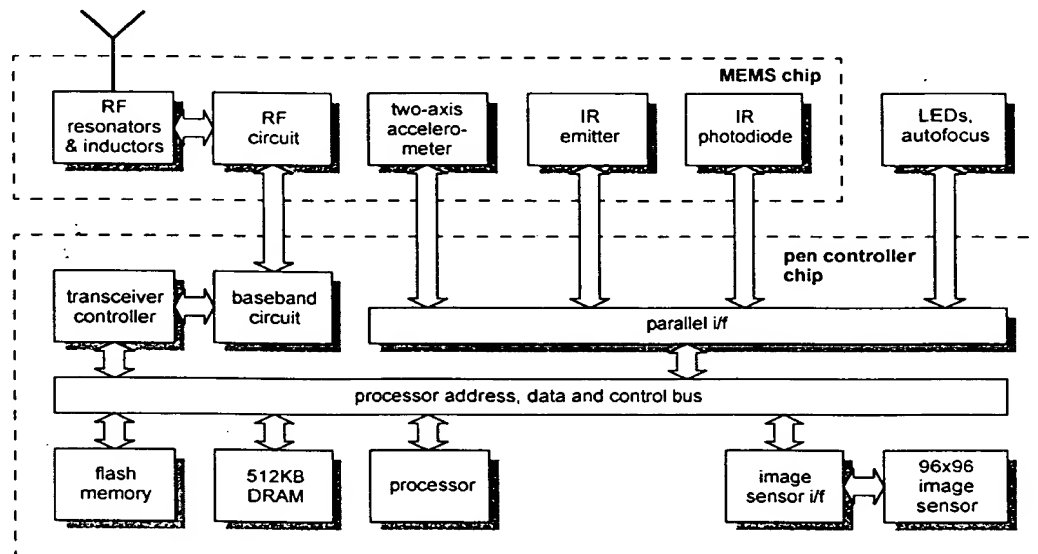 MEMS chip
RF
resonators
& inductors
RF
circuit
two-axis
accelero-
meter
IR
emitter
IR
photodiode
LEDs,
autofocus
pen controller
chip
transceiver
controller
baseband
circuit
parallel i/f
processor address, data and control bus
flash
memory
512KB
DRAM
processor
image
sensor i/f
96x96
image
sensor